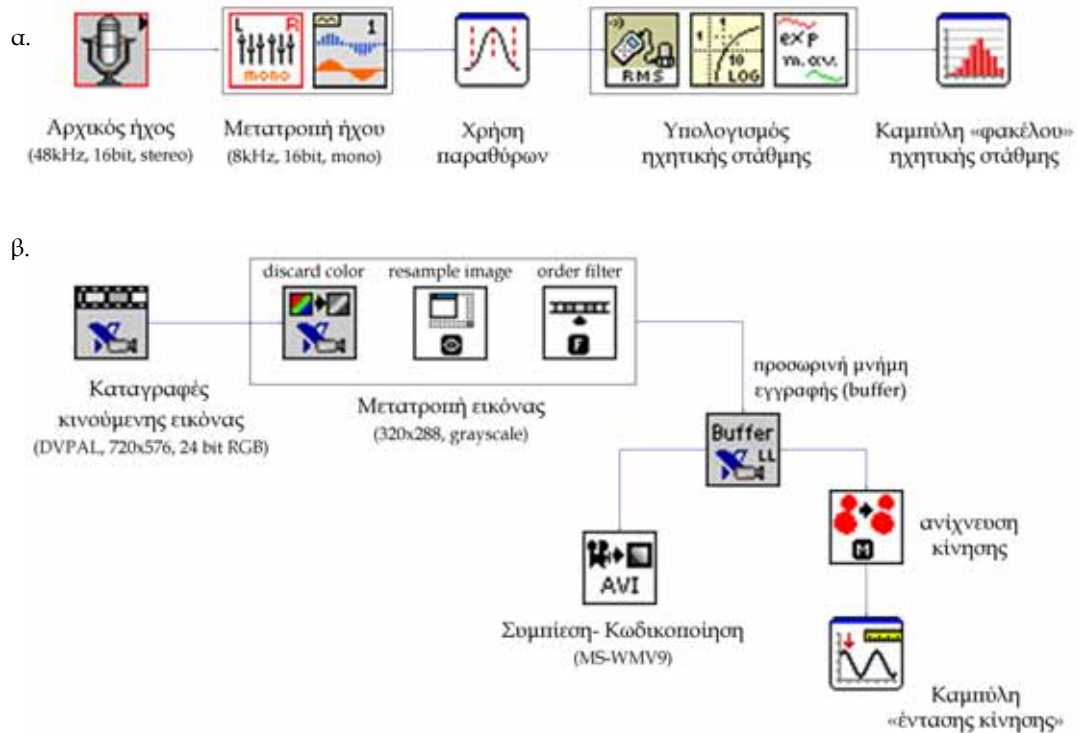 α.
L R
mono
1
RMS
1
1
10
LOG
exp
m.av.
Αρχικός ήχος
(48kHz, 16bit, stereo)
Μετατροπή ήχου
(8kHz, 16bit, mono)
Χρήση
παραθύρων
Υπολογισμός
ηχητικής στάθμης
Καμπύλη «φακέλου»
ηχητικής στάθμης
β.
discard color
resample image
order filter
F
Καταγραφές
κινούμενης εικόνας
(DVPAL, 720x576, 24 bit RGB)
Μετατροπή εικόνας
(320x288, grayscale)
προσωρινή μνήμη
εγγραφής (buffer)
Buffer
LL
M
ανίχνευση
κίνησης
AVI
Συμπίεση- Κωδικοποίηση
(MS-WMV9)
Καμπύλη
«έντασης κίνησης»